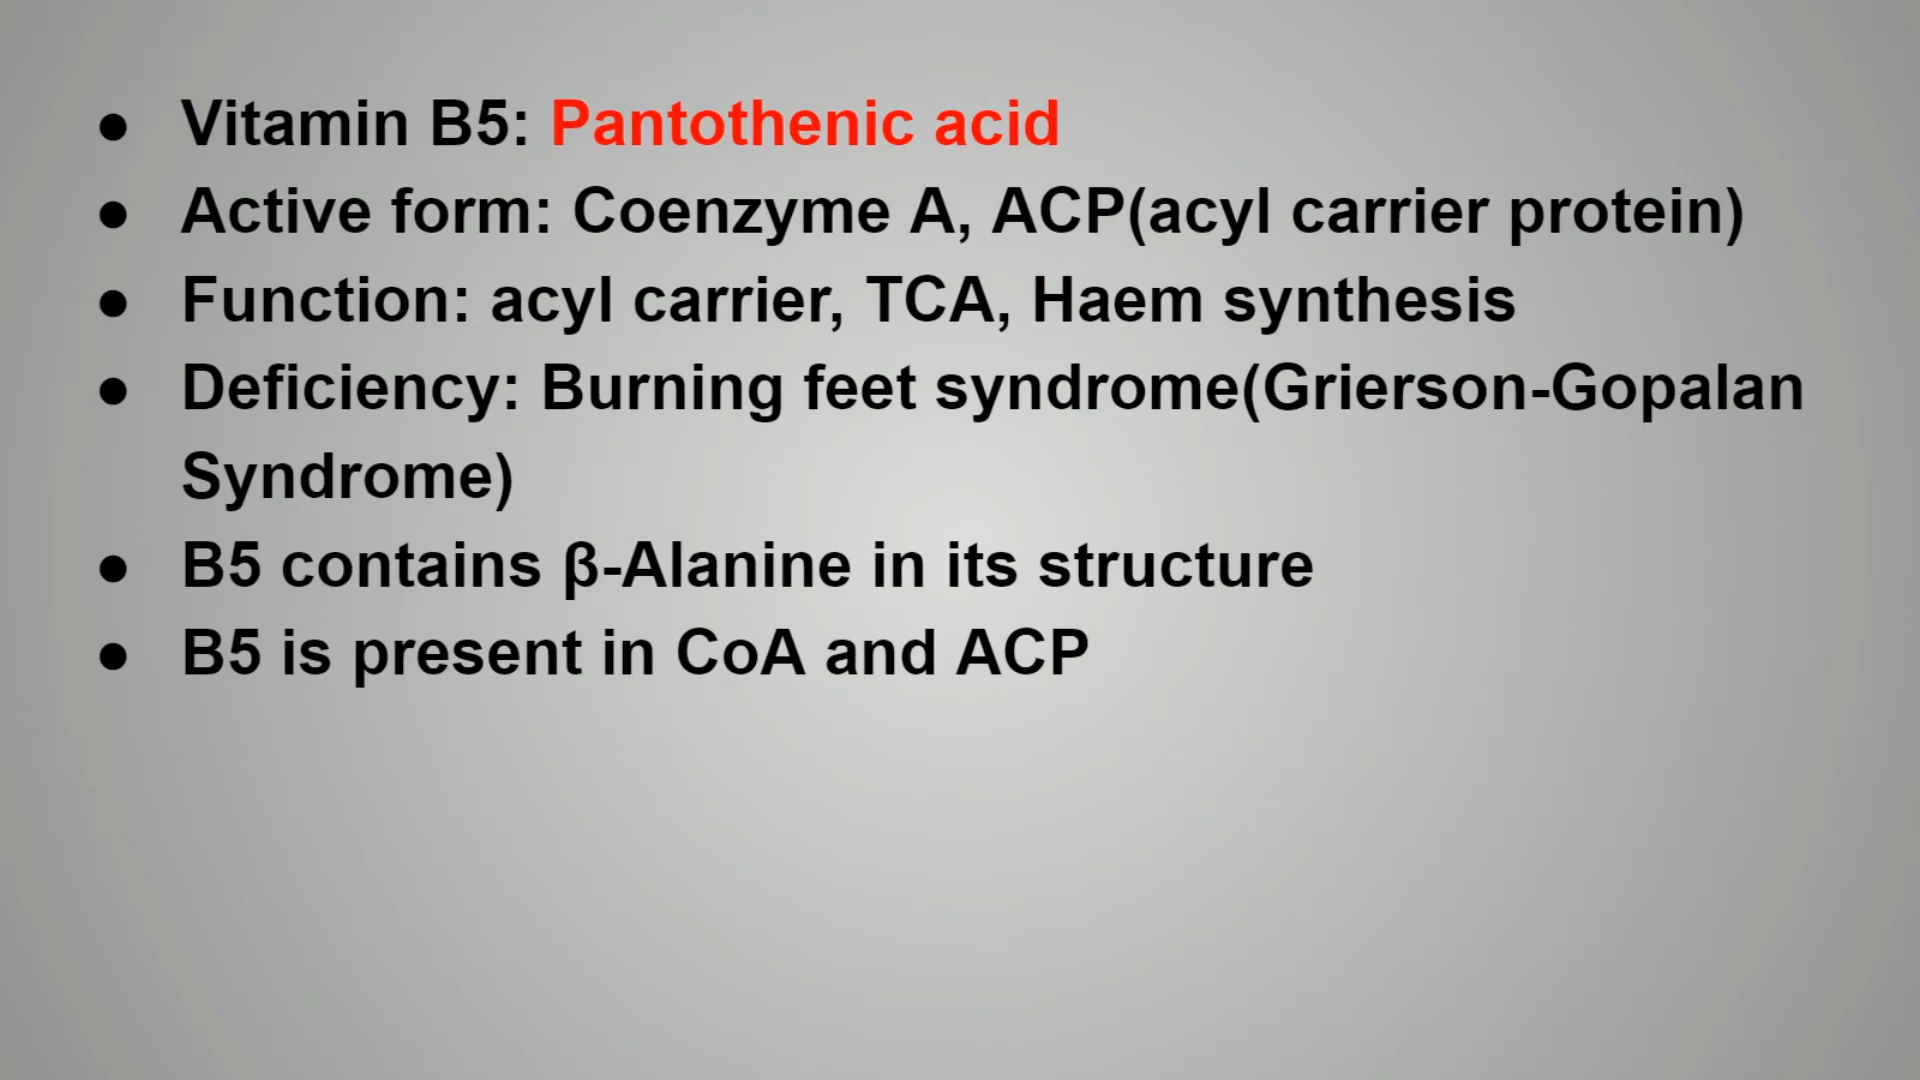 ● Vitamin B5: Pantothenic acid
● Active form: Coenzyme A, ACP(acyl carrier protein)
● Function: acyl carrier, TCA, Haem synthesis
● Deficiency: Burning feet syndrome(Grierson-Gopalan
Syndrome)
● B5 contains β-Alanine in its structure
● B5 is present in CoA and ACP